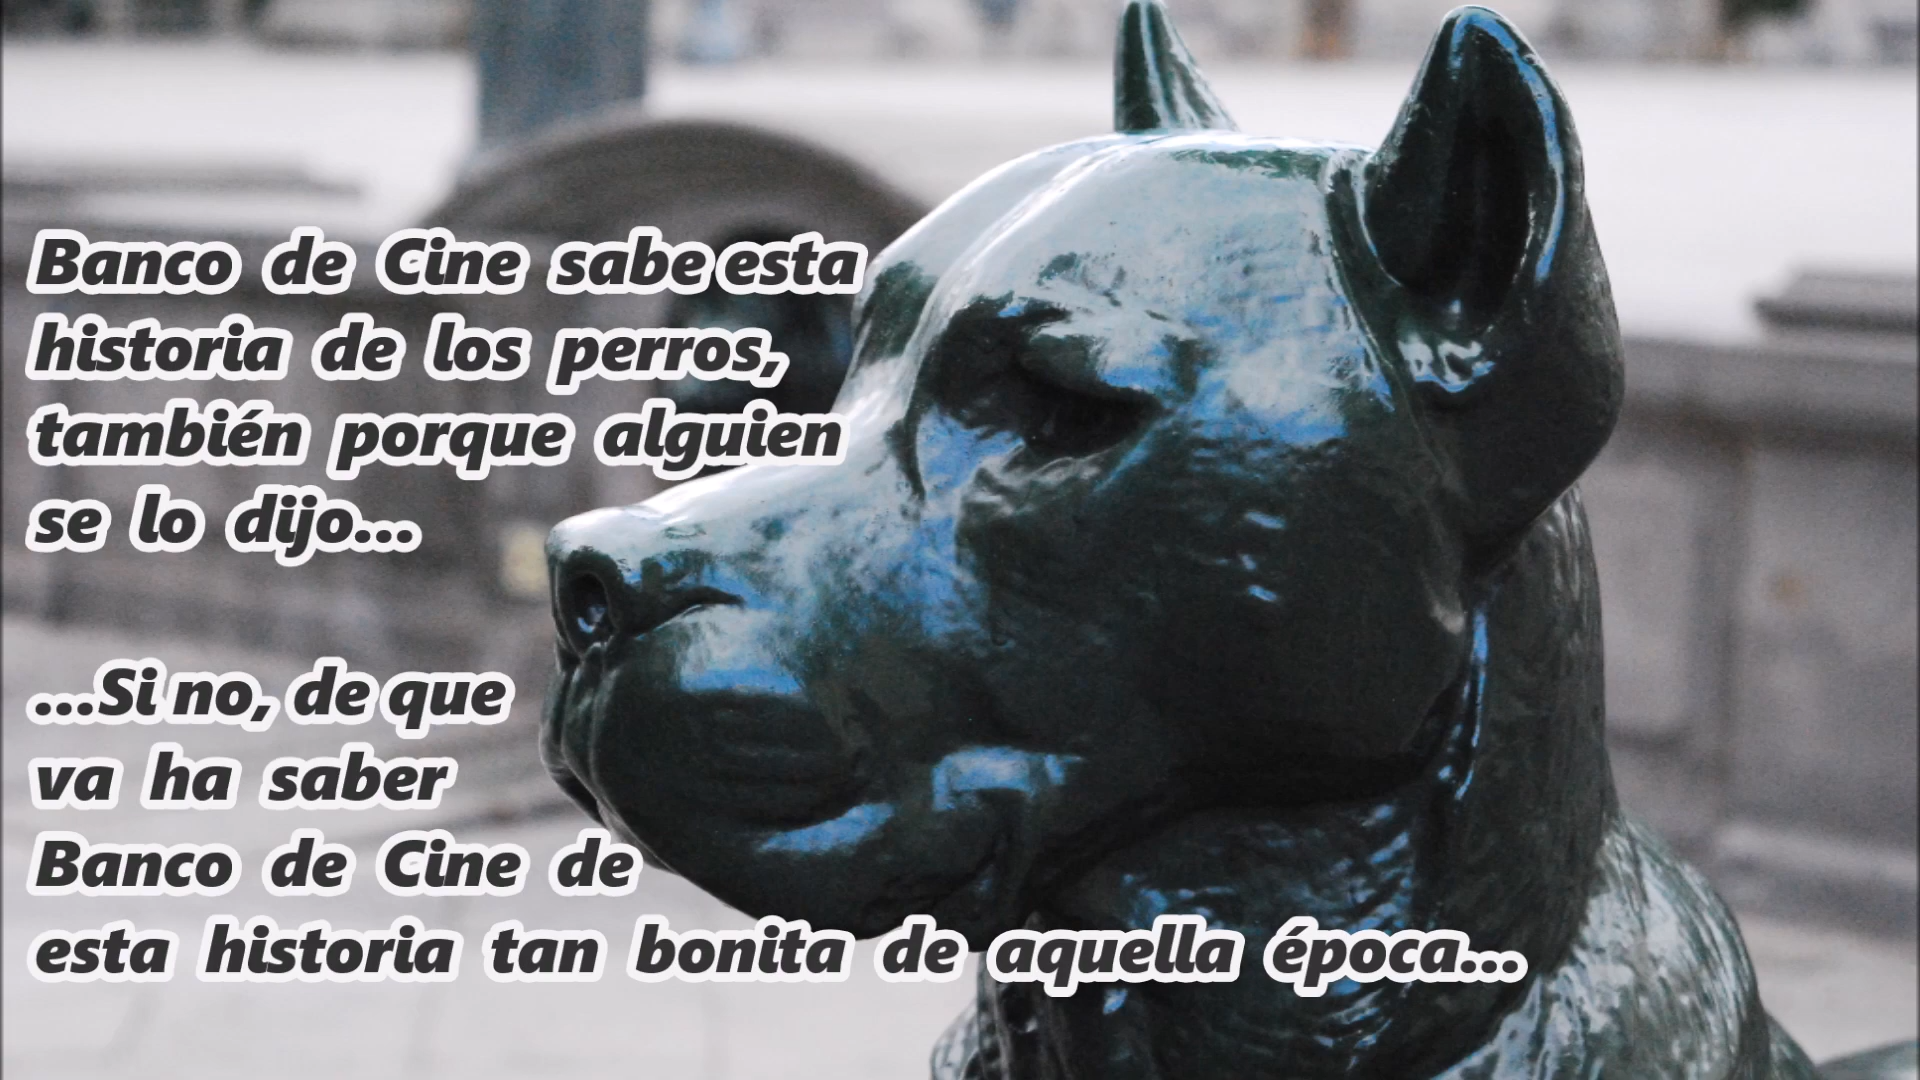 Banco de Cine sabe esta
historia de los perros,
también porque alguien
se lo dijo...
...Si no, de que
va ha saber
Banco de Cine de
esta historia tan bonita de aquella época...